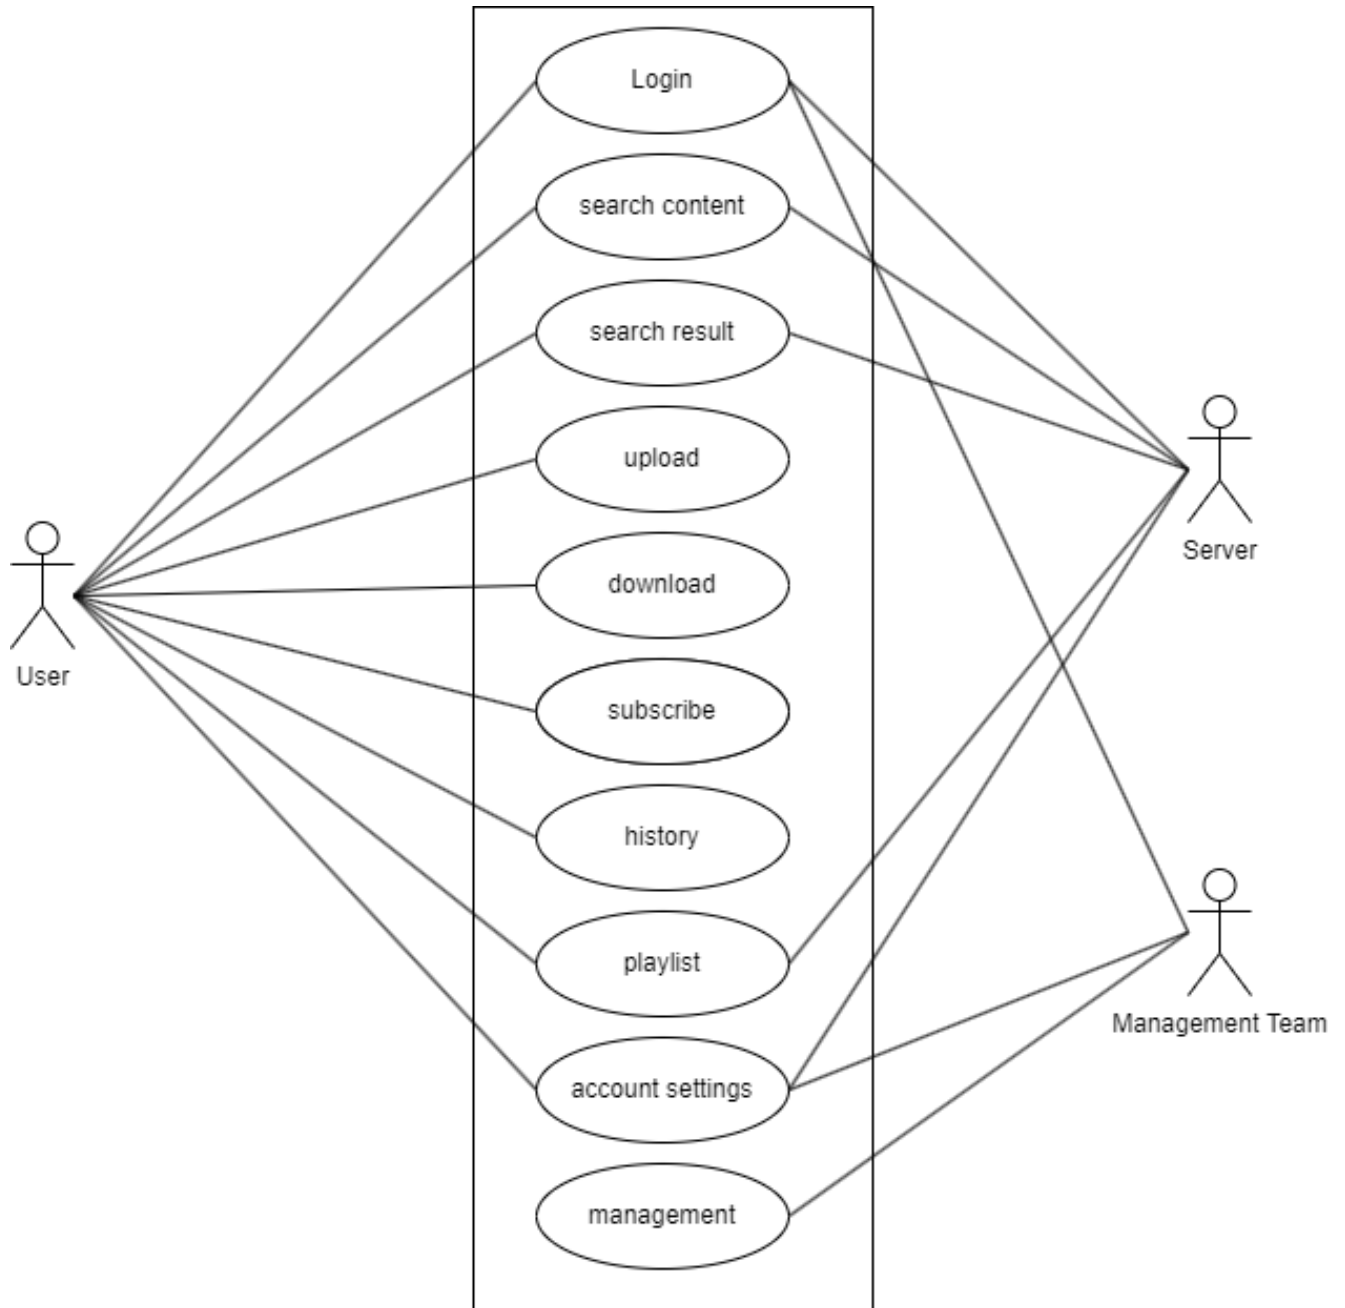 Login
search content
search result
upload
download
subscribe
history
playlist
account settings
management
User
Server
Management Team